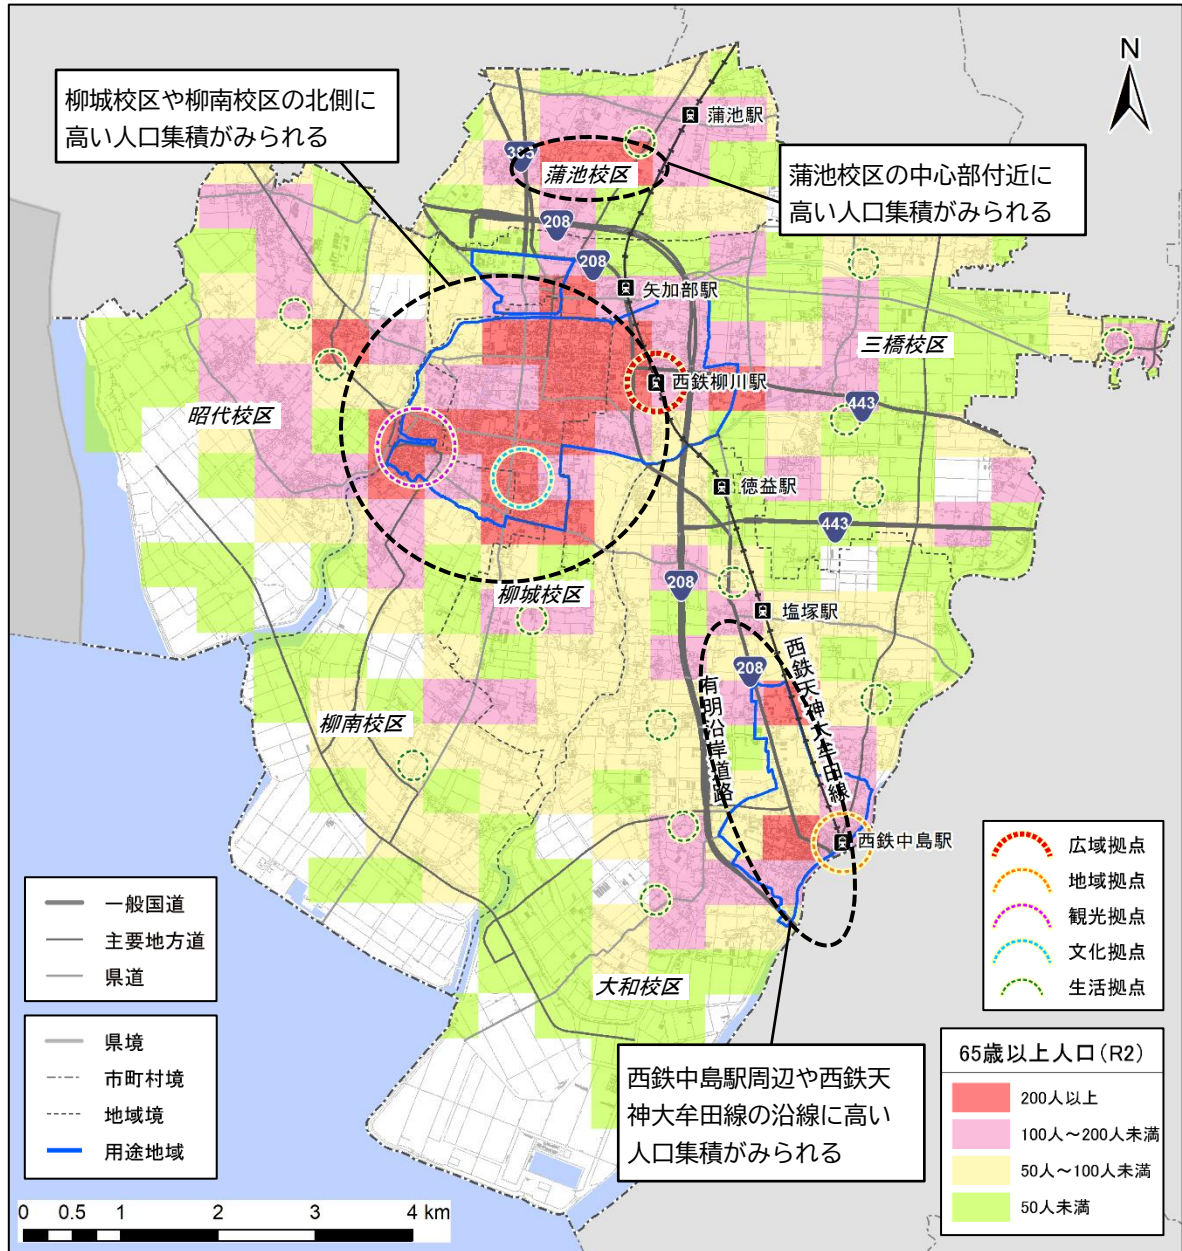 N
柳城校区や柳南校区の北側に
高い人口集積がみられる
蒲池駅
385
蒲池校区
蒲池校区の中心部付近に
高い人口集積がみられる
208
208
矢加部駅
三橋校区
西鉄柳川駅
443
昭代校区
徳益駅
443
208
柳城校区
塩塚駅
西鉄天神大牟田線
208
有明沿岸道路
柳南校区
西鉄中島駅
大和校区
西鉄中島駅周辺や西鉄天
神大牟田線の沿線に高い
人口集積がみられる
一般国道
主要地方道
県道
県境
市町村境
地域境
用途地域
広域拠点
地域拠点
観光拠点
文化拠点
生活拠点
65歳以上人口(R2)
200人以上
100人～200人未満
50人～100人未満
50人未満
0 0.5 1 2 3 4 km